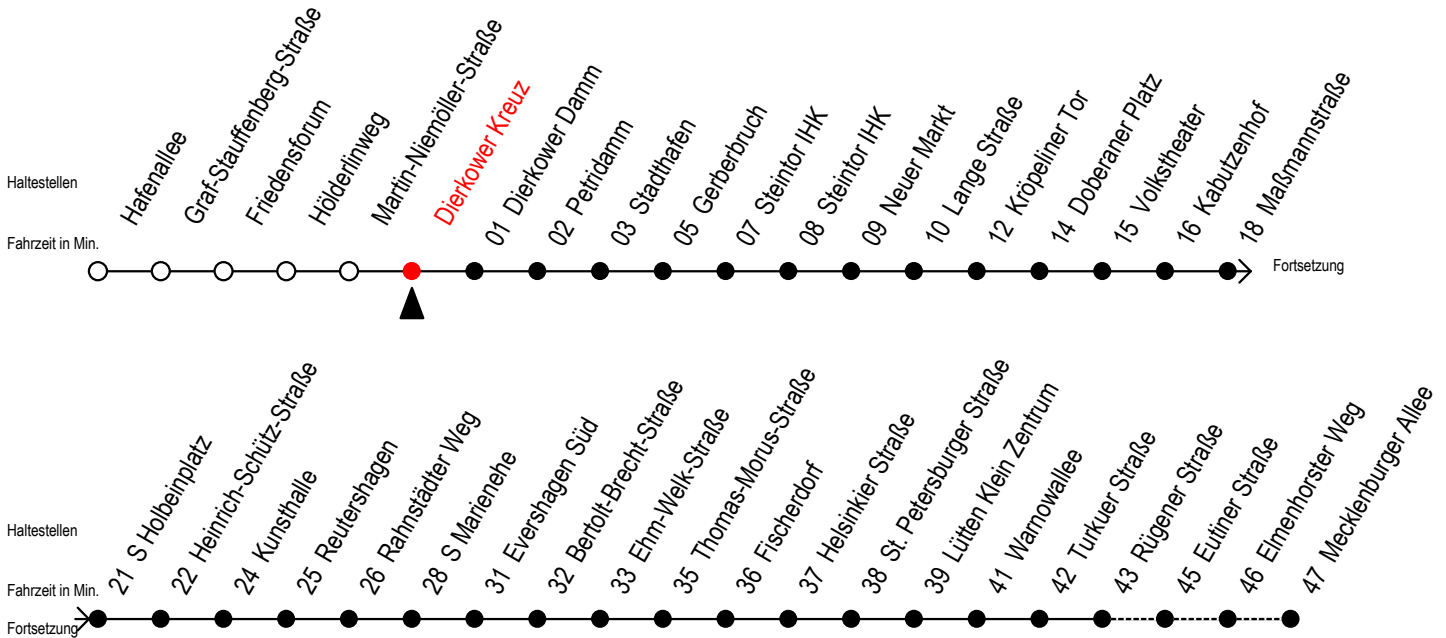 Haltestellen
Hafenallee
Graf-Stauffenberg-Straße
Friedensforum
Hölderlinweg
Martin-Niemöller-Straße
Dierkower Kreuz
01 Dierkower Damm
02 Petridamm
03 Stadthafen
05 Gerberbruch
07 Steintor IHK
08 Steintor IHK
09 Neuer Markt
10 Lange Straße
12 Kröpeliner Tor
14 Doberaner Platz
15 Volkstheater
16 Kabutzenhof
18 Maßmannstraße
Fahrzeit in Min.
Fortsetzung
Haltestellen
21 S Holbeinplatz
22 Heinrich-Schütz-Straße
24 Kunsthalle
25 Reutershagen
26 Rahnstädter Weg
28 S Marienehe
31 Evershagen Süd
32 Bertolt-Brecht-Straße
33 Ehm-Welk-Straße
35 Thomas-Morus-Straße
36 Fischerdorf
37 Helsinkier Straße
38 St. Petersburger Straße
39 Lütten Klein Zentrum
41 Warnowallee
42 Turkuer Straße
43 Rügener Straße
45 Eutiner Straße
46 Elmenhorster Weg
47 Mecklenburger Allee
Fahrzeit in Min.
Fortsetzung